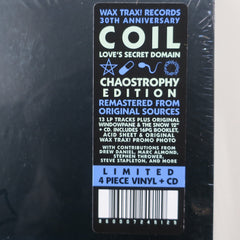 WAX TRAX! RECORDS
30TH ANNIVERSARY
COIL
LOVE'S SECRET DOMAIN
CHAOSTROPHY
EDITION
REMASTERED FROM
ORIGINAL SOURCES
13 LP TRACKS PLUS ORIGINAL
WINDOWPANE & THE SNOW 12"
+ CD. INCLUDES 16PG BOOKLET,
ACID SHEET & ORIGINAL
WAX TRAX! PROMO PHOTO
WITH CONTRIBUTIONS FROM
DREW DANIEL, MARC ALMOND,
STEPHEN THROWER,
STEVE STAPLETON, AND MORE
LIMITED
4 PIECE VINYL + CD